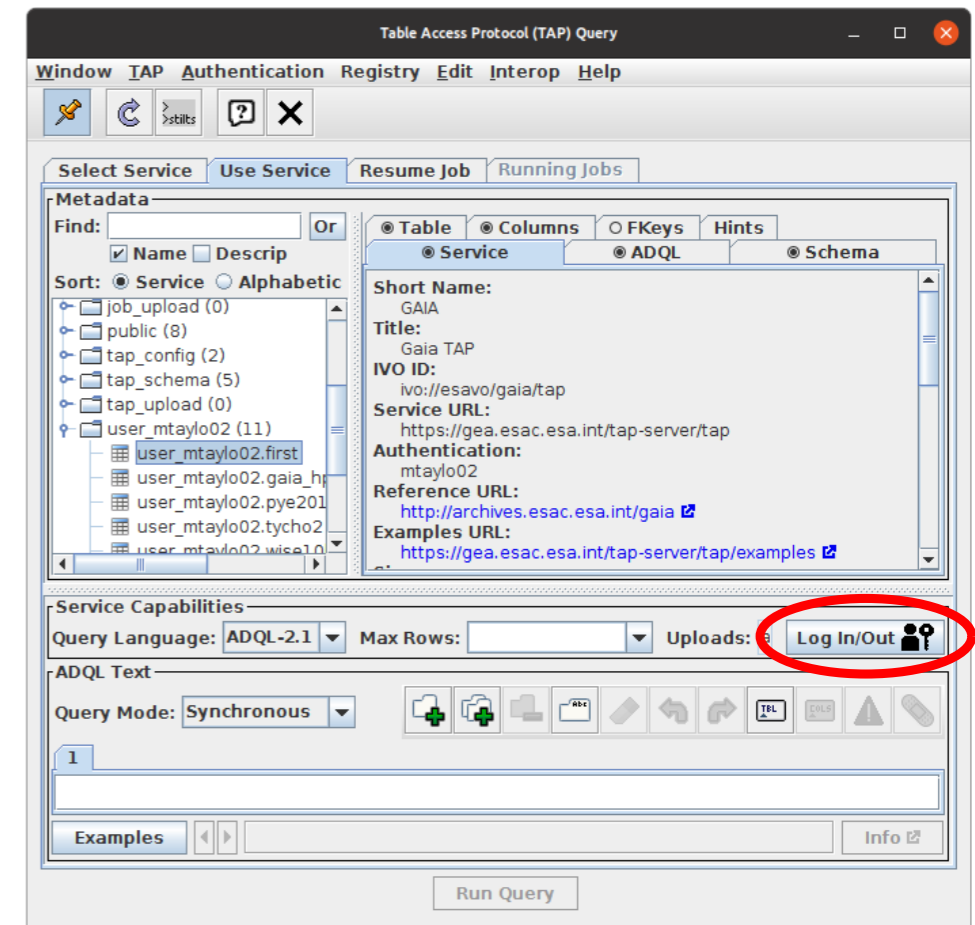 Table Access Protocol (TAP) Query
Window TAP Authentication Registry Edit Interop Help
>stilts
Select Service Use Service Resume Job Running Jobs
Metadata
Find: Or
Name Descrip
Sort: Service Alphabetic
job_upload (0)
public (8)
tap_config (2)
tap_schema (5)
tap_upload (0)
user_mtaylo02 (11)
user_mtaylo02.first
user_mtaylo02.gaia_hp
user_mtaylo02.pye201
user_mtaylo02.tycho2
user_mtaylo02.wise10
Table Columns FKeys Hints
Service ADQL Schema
Short Name:
GAIA
Title:
Gaia TAP
IVO ID:
ivo://esavo/gaia/tap
Service URL:
https://gea.esac.esa.int/tap-server/tap
Authentication:
mtaylo02
Reference URL:
http://archives.esac.esa.int/gaia
Examples URL:
https://gea.esac.esa.int/tap-server/tap/examples
Service Capabilities
Query Language: ADQL-2.1 Max Rows: Uploads: Log In/Out
ADQL Text
Query Mode: Synchronous Abc TBL COLS
1
Examples Info
Run Query